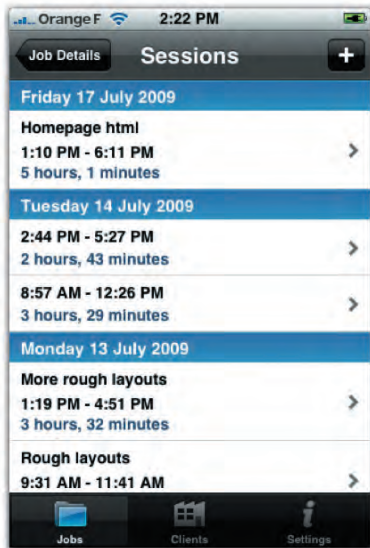 Orange F 2:22 PM
Job Details Sessions +
Friday 17 July 2009
Homepage html
1:10 PM - 6:11 PM
5 hours, 1 minutes
Tuesday 14 July 2009
2:44 PM - 5:27 PM
2 hours, 43 minutes
8:57 AM - 12:26 PM
3 hours, 29 minutes
Monday 13 July 2009
More rough layouts
1:19 PM - 4:51 PM
3 hours, 32 minutes
Rough layouts
9:31 AM - 11:41 AM
Jobs Clients Settings